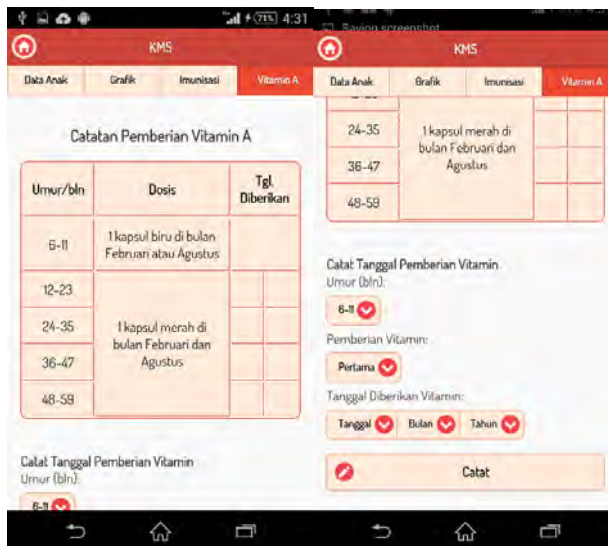 71% 4:31
KMS
Data Anak Grafik Imunisasi Vitamin A
Catatan Pemberian Vitamin A
Umur/bln Dosis Tgl. Diberikan
6-11 1 kapsul biru di bulan Februari atau Agustus
12-23
24-35 1 kapsul merah di bulan Februari dan Agustus
36-47
48-59
Catat Tanggal Pemberian Vitamin
Umur (bln):
6-11
Saving screenshot
KMS
Data Anak Grafik Imunisasi Vitamin A
24-35 1 kapsul merah di bulan Februari dan Agustus
36-47
48-59
Catat Tanggal Pemberian Vitamin
Umur (bln):
6-11
Pemberian Vitamin:
Pertama
Tanggal Diberikan Vitamin:
Tanggal Bulan Tahun
Catat